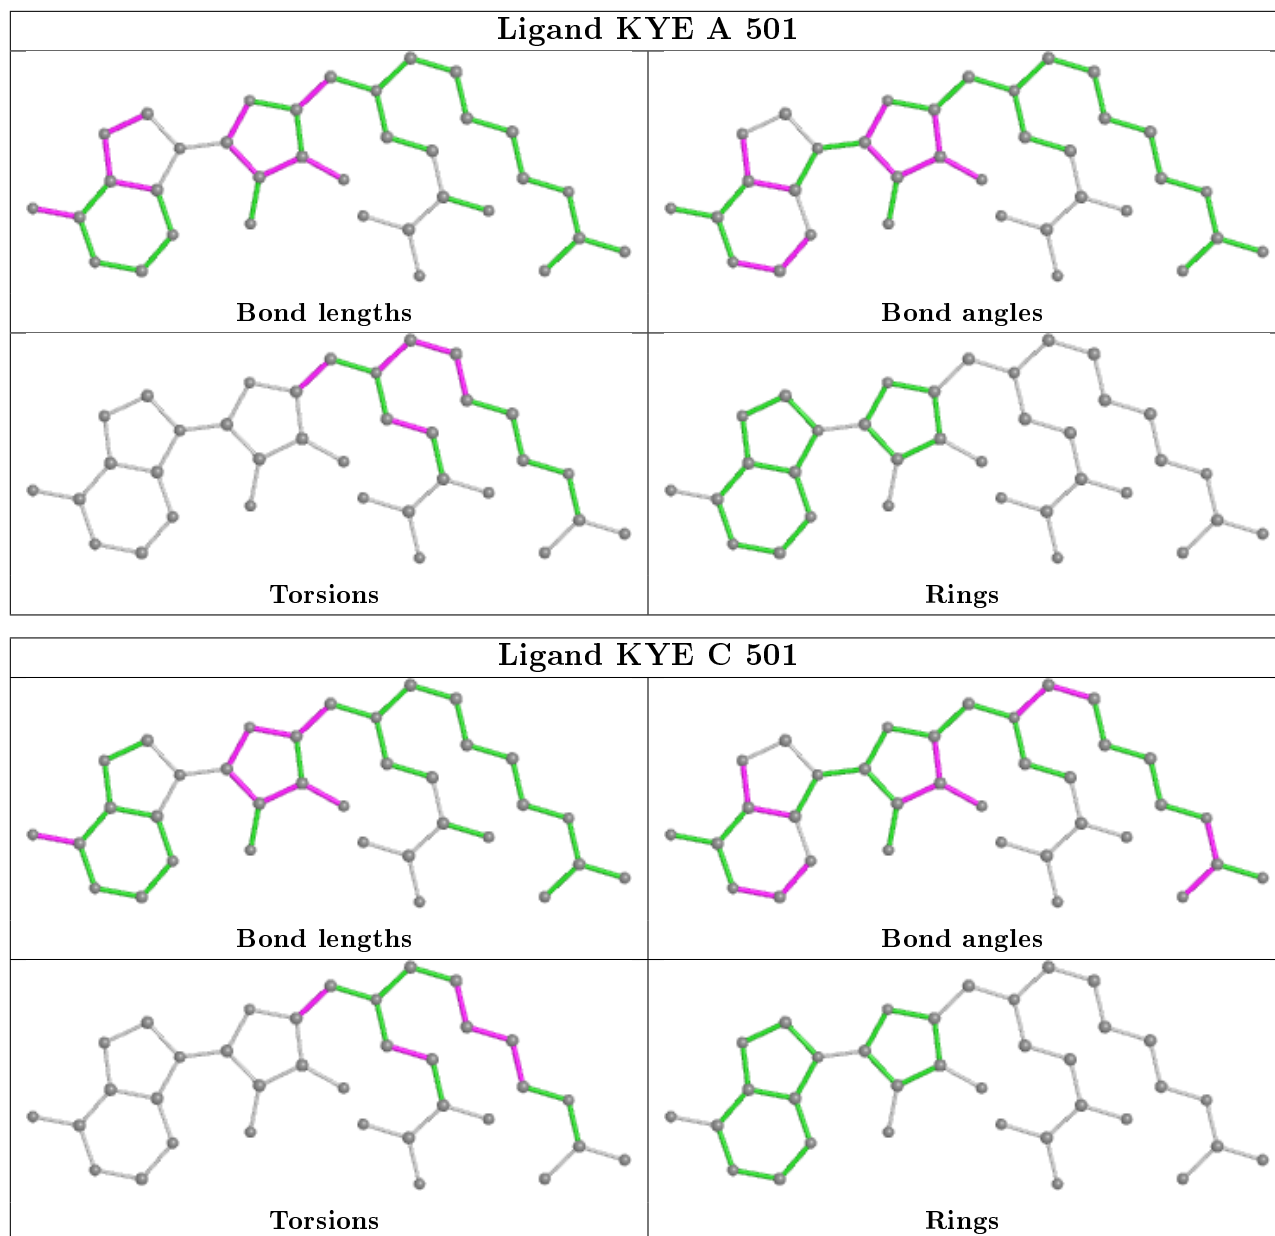 Ligand KYE A 501
Bond lengths
Bond angles
Torsions
Rings
Ligand KYE C 501
Bond lengths
Bond angles
Torsions
Rings